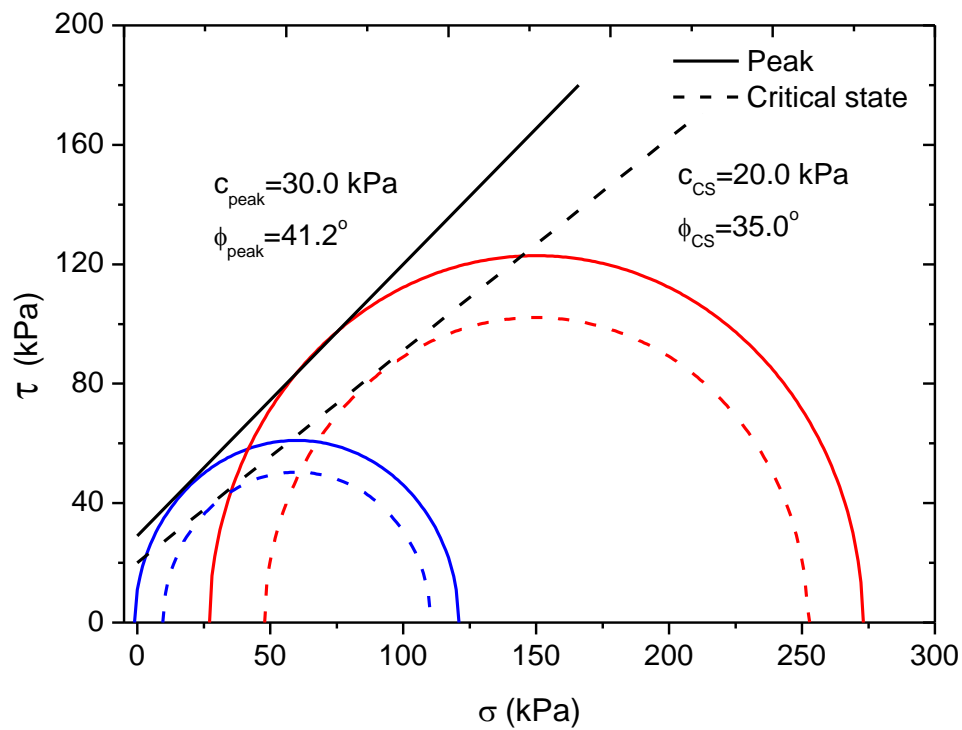 200
160
120
80
40
0
τ (kPa)
Peak
Critical state
c_peak=30.0 kPa
ϕ_peak=41.2°
c_CS=20.0 kPa
ϕ_CS=35.0°
0 50 100 150 200 250 300
σ (kPa)